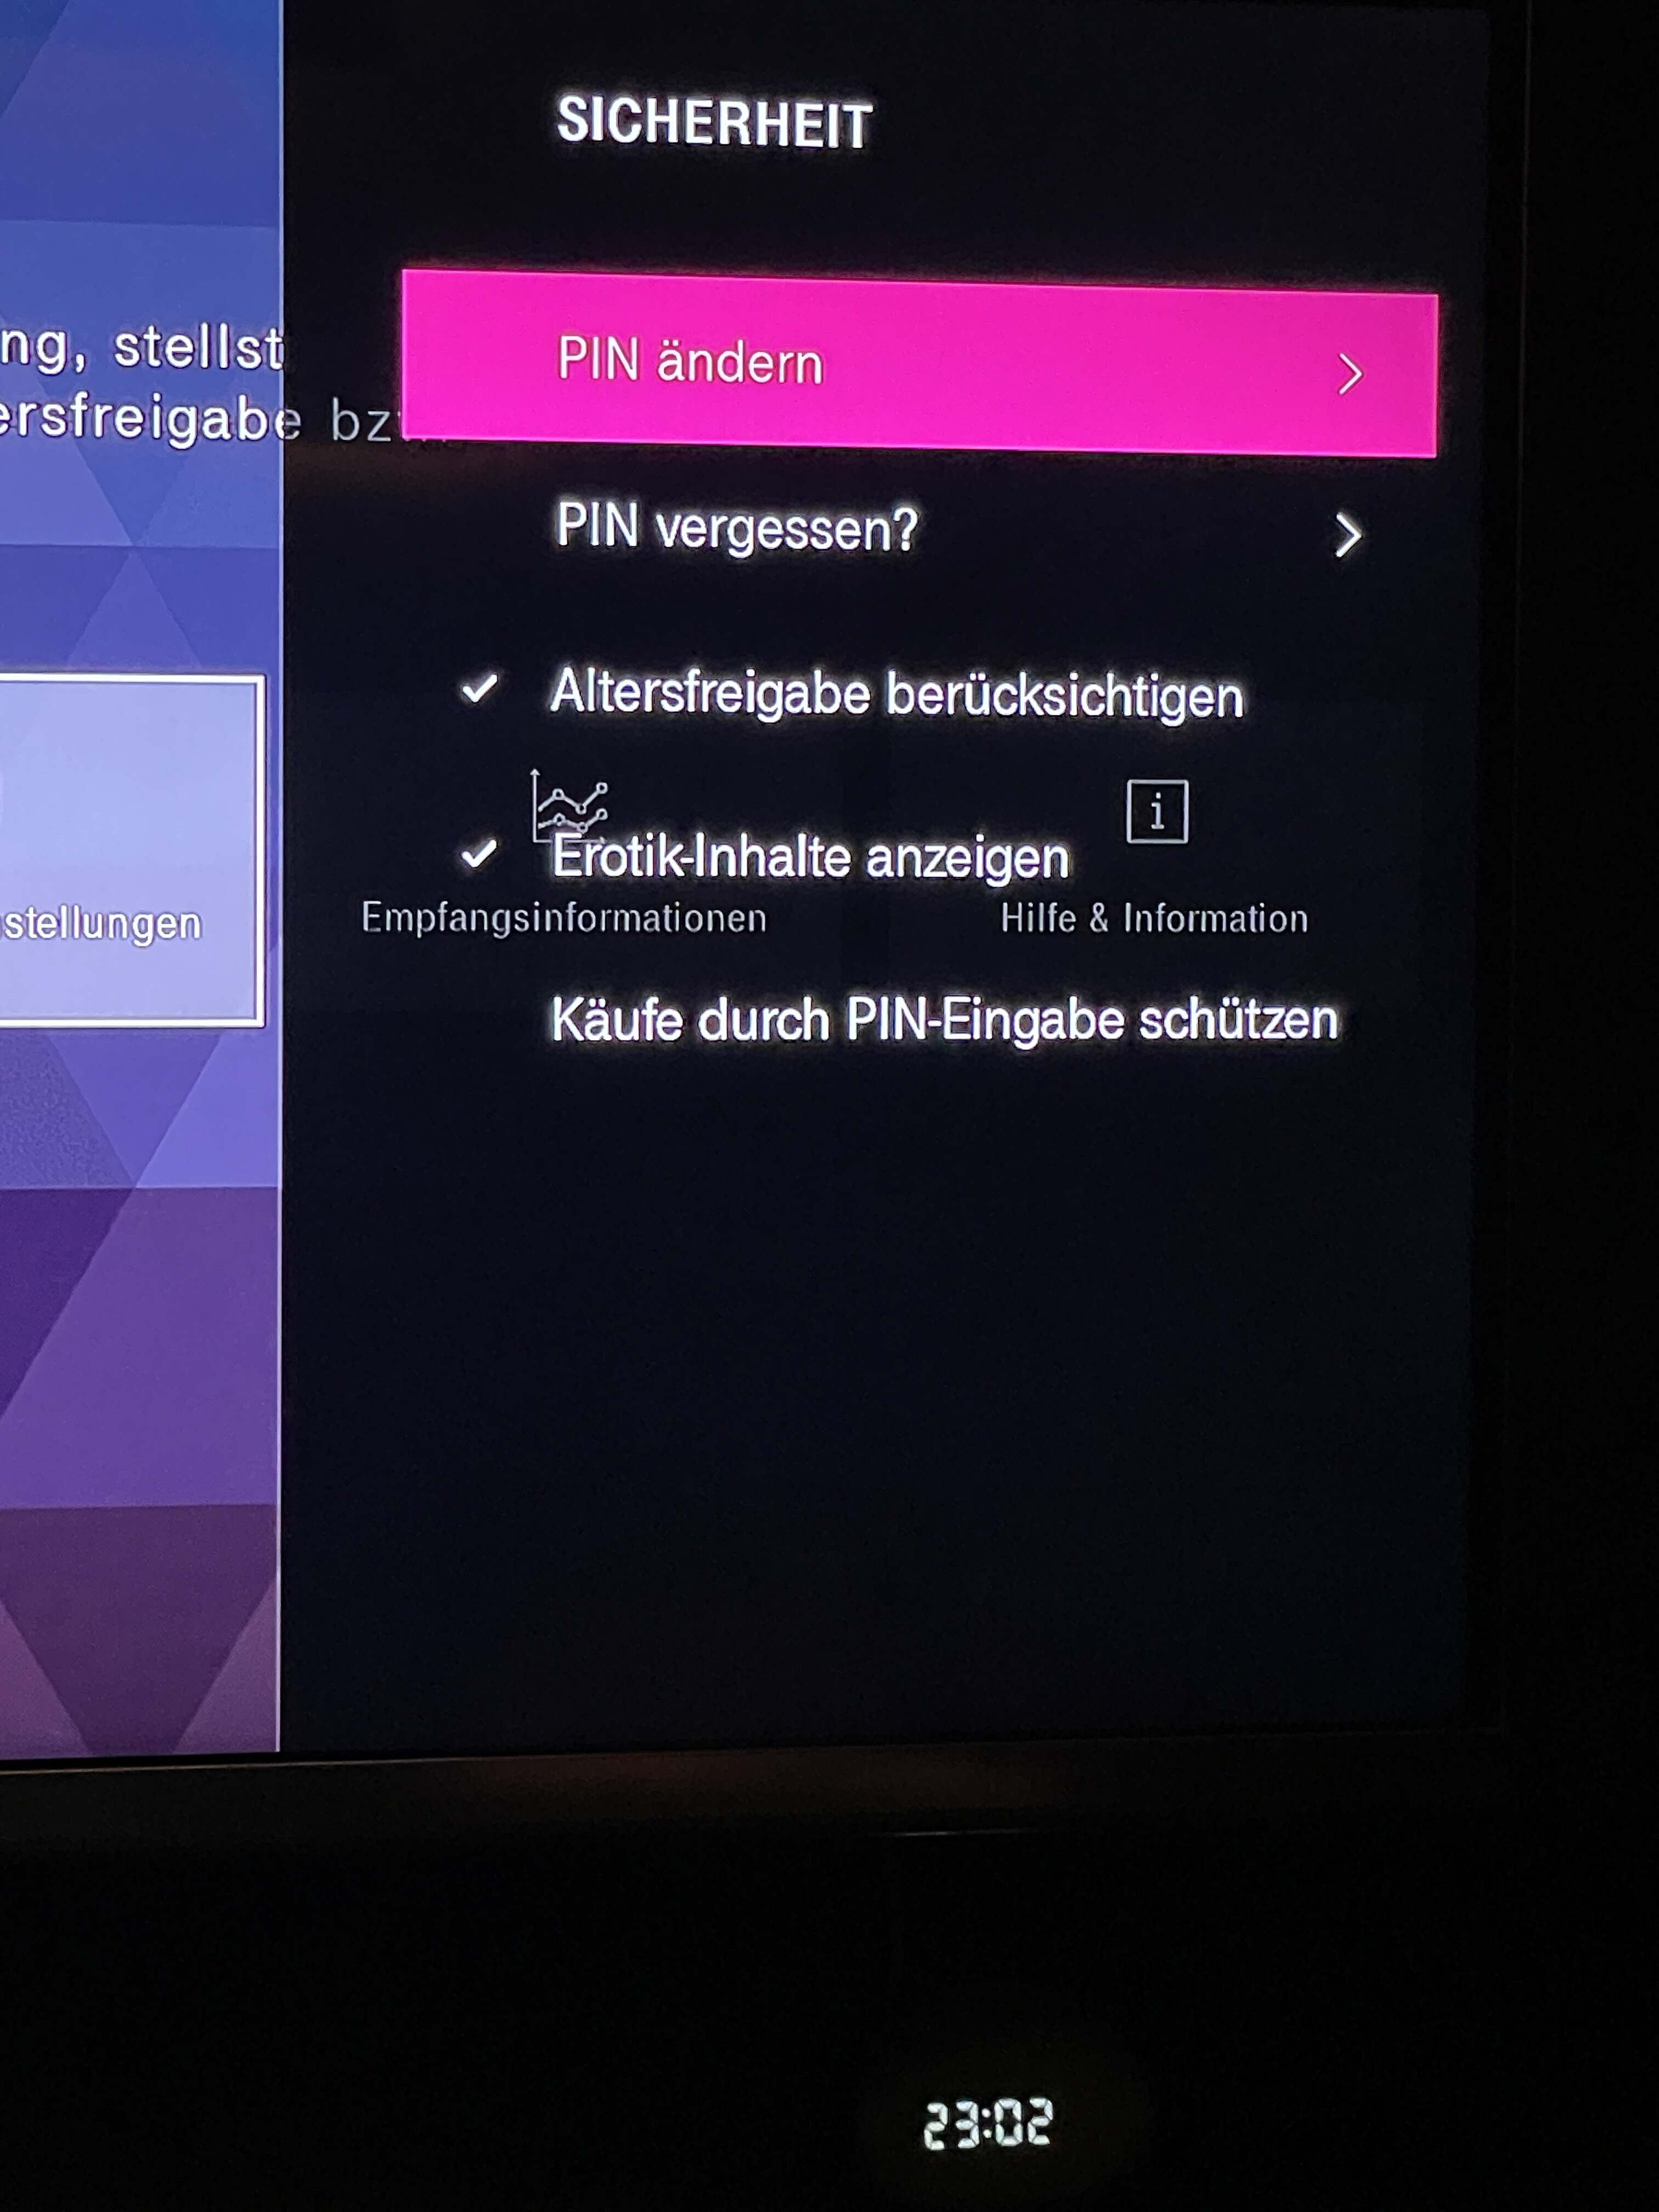 SICHERHEIT
ng, stellst
ersfreigabe bz
PIN ändern
PIN vergessen?
Altersfreigabe berücksichtigen
i
Erotik-Inhalte anzeigen
stellungen
Empfangsinformationen
Hilfe & Information
Käufe durch PIN-Eingabe schützen
23:02